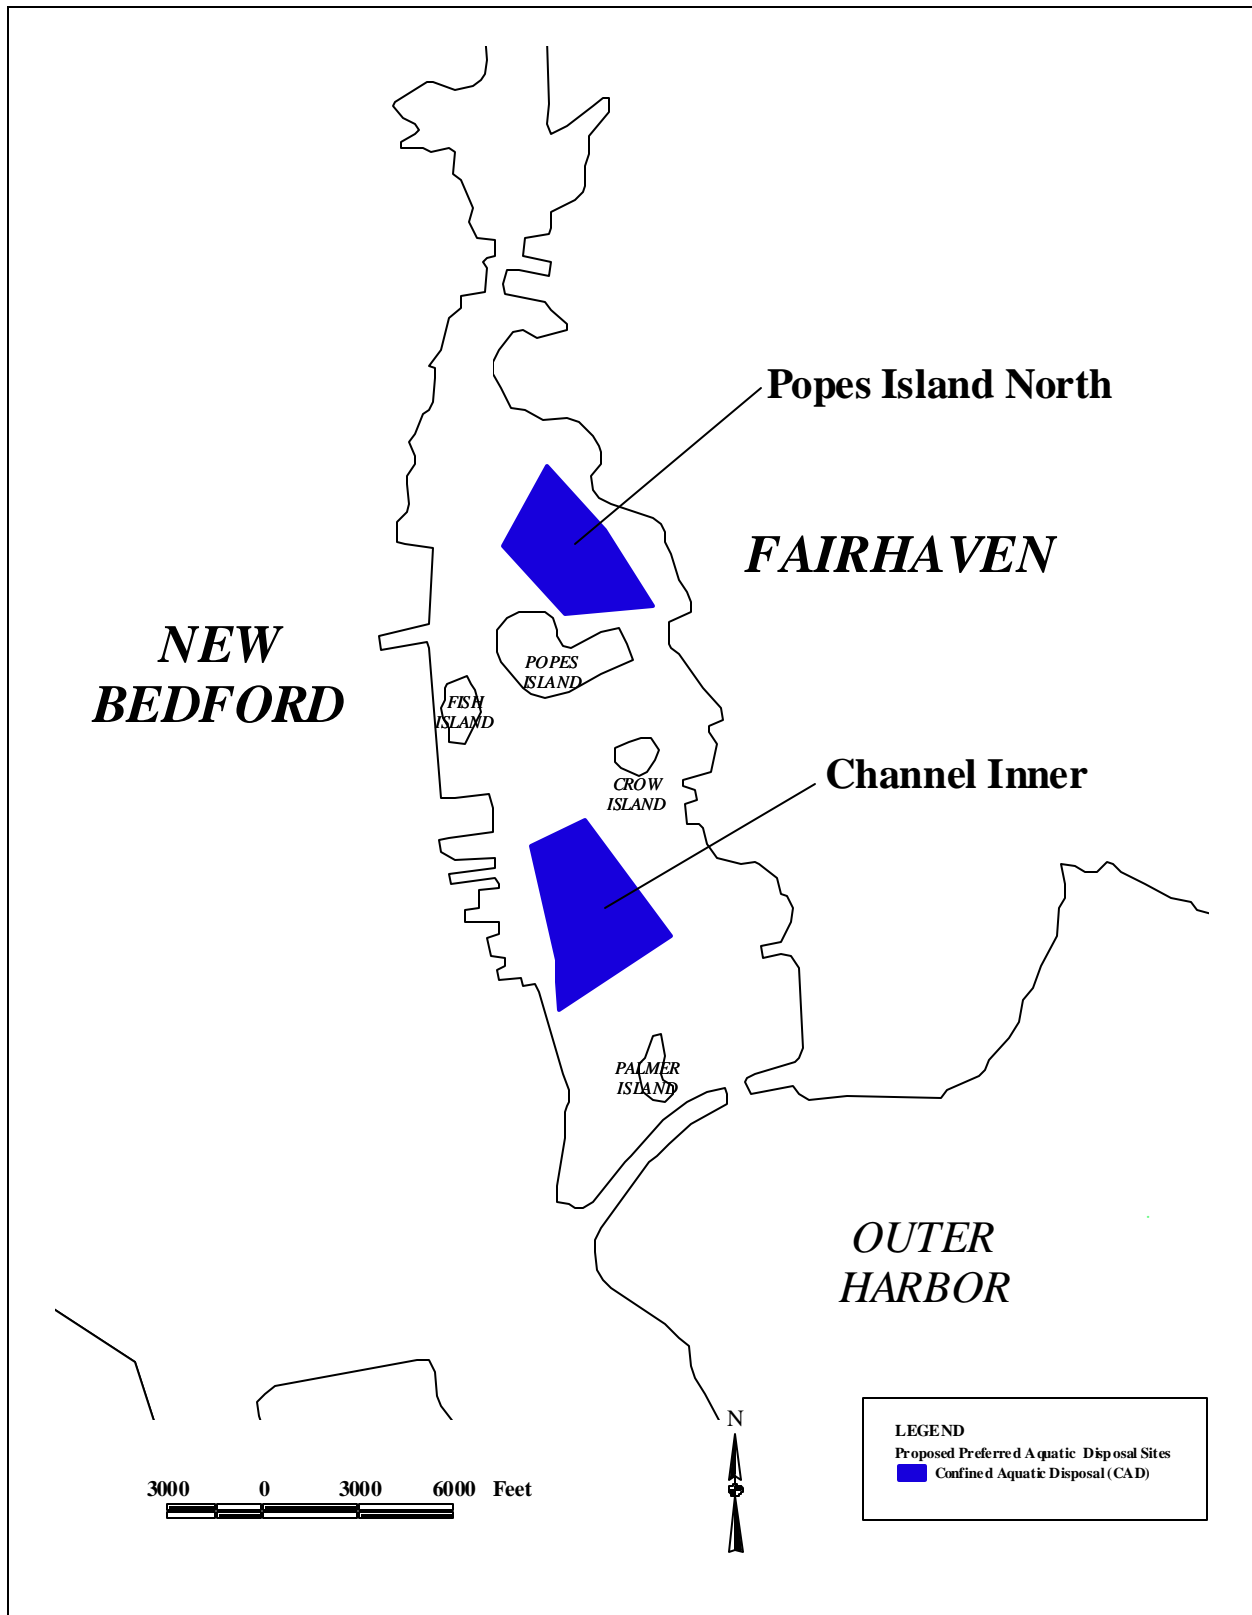 Popes Island North
FAIRHAVEN
NEW
BEDFORD
POPES
ISLAND
FISH
ISLAND
Channel Inner
CROW
ISLAND
PALMER
ISLAND
OUTER
HARBOR
N
LEGEND
Proposed Preferred Aquatic Disposal Sites
Confined Aquatic Disposal (CAD)
3000 0 3000 6000 Feet